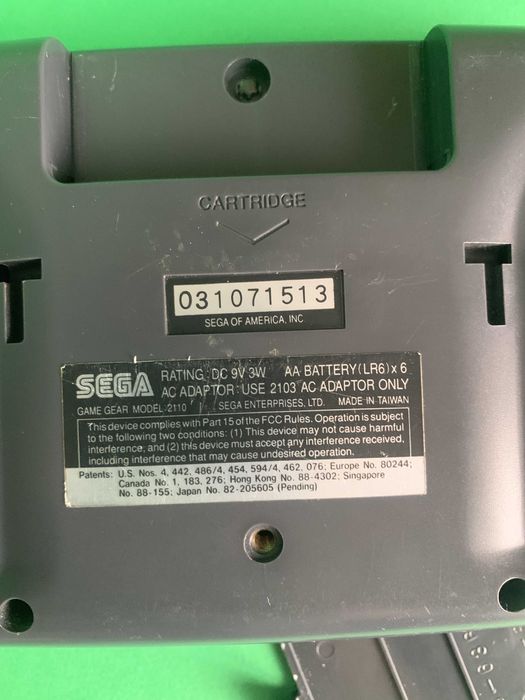 CARTRIDGE
031071513
SEGA OF AMERICA, INC
SEGA RATING: DC 9V 3W AA BATTERY(LR6)x 6
AC ADAPTOR: USE 2103 AC ADAPTOR ONLY
GAME GEAR MODEL: 2110 SEGA ENTERPRISES, LTD. MADE IN TAIWAN
This device complies with Part 15 of the FCC Rules. Operation is subject
to the following two conditions: (1) This device may not cause harmful
interference, and (2) this device must accept any interference received,
including interference that may cause undesired operation.
Patents: U.S. Nos. 4, 442, 486/4, 454, 594/4, 462, 076; Europe No. 80244;
Canada No. 1, 183, 276; Hong Kong No. 88-4302; Singapore
No. 88-155; Japan No. 82-205605 (Pending)